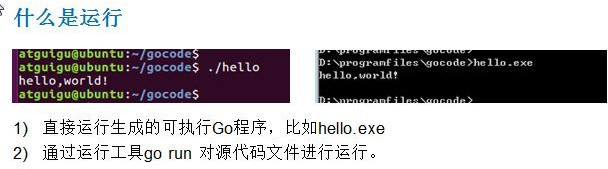 什么是运行
atguigu@ubuntu:~/gocode$
atguigu@ubuntu:~/gocode$ ./hello
hello,world!
atguigu@ubuntu:~/gocode$
D:\programfiles\gocode>
D:\programfiles\gocode>hello.exe
hello,world!
D:\programfiles\gocode>
1) 直接运行生成的可执行Go程序，比如hello.exe
2) 通过运行工具go run 对源代码文件进行运行。